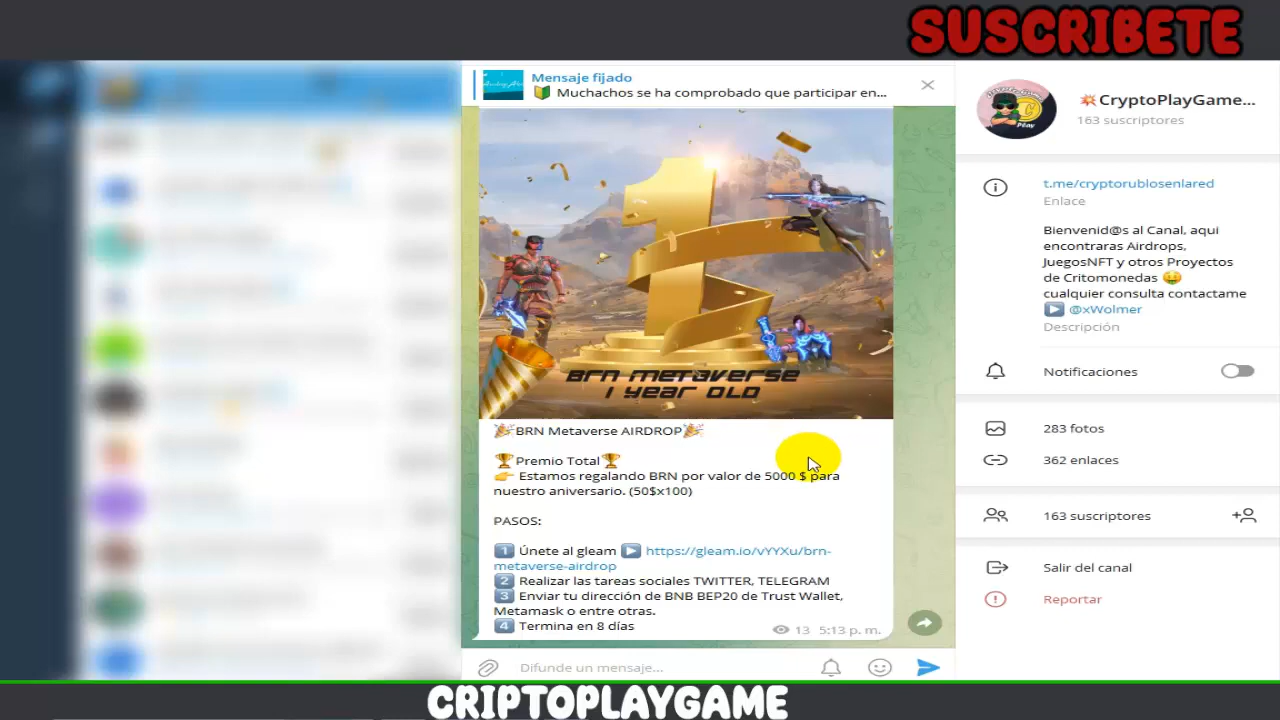 SUSCRIBETE
Mensaje fijado
🔰 Muchachos se ha comprobado que participar en...
BRN METAVERSE
1 YEAR OLD
🎉BRN Metaverse AIRDROP🎉
🏆Premio Total🏆
👉 Estamos regalando BRN por valor de 5000 $ para
nuestro aniversario. (50$x100)
PASOS:
1️⃣ Únete al gleam ▶️ https://gleam.io/vYYXu/brn-
metaverse-airdrop
2️⃣ Realizar las tareas sociales TWITTER, TELEGRAM
3️⃣ Enviar tu dirección de BNB BEP20 de Trust Wallet,
Metamask o entre otras.
4️⃣ Termina en 8 días
13 5:13 p. m.
Difunde un mensaje...
💥CryptoPlayGame...
163 suscriptores
t.me/cryptorublosenlared
Enlace
Bienvenid@s al Canal, aqui
encontraras Airdrops,
JuegosNFT y otros Proyectos
de Critomonedas 🤑
cualquier consulta contactame
▶️ @xWolmer
Descripción
Notificaciones
283 fotos
362 enlaces
163 suscriptores
Salir del canal
Reportar
CRIPTOPLAYGAME